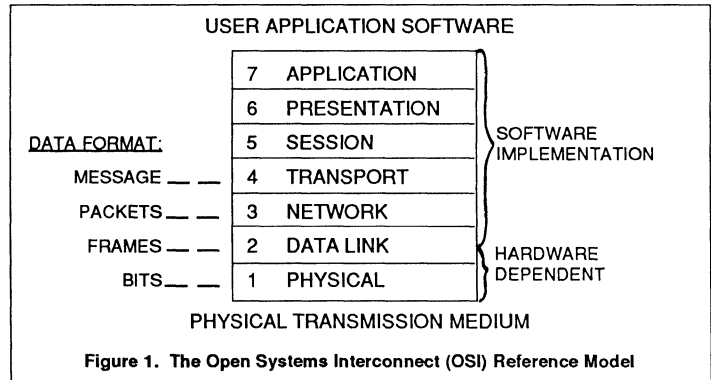 USER APPLICATION SOFTWARE
7 APPLICATION
6 PRESENTATION
DATA FORMAT:
5 SESSION
SOFTWARE
IMPLEMENTATION
MESSAGE
4 TRANSPORT
PACKETS
3 NETWORK
FRAMES
2 DATA LINK
HARDWARE
DEPENDENT
BITS
1 PHYSICAL
PHYSICAL TRANSMISSION MEDIUM
Figure 1. The Open Systems Interconnect (OSI) Reference Model